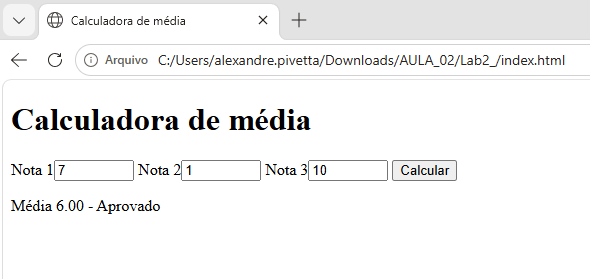 Calculadora de média
Arquivo C:/Users/alexandre.pivetta/Downloads/AULA_02/Lab2_/index.html
Calculadora de média
Nota 1 7 Nota 2 1 Nota 3 10 Calcular
Média 6.00 - Aprovado